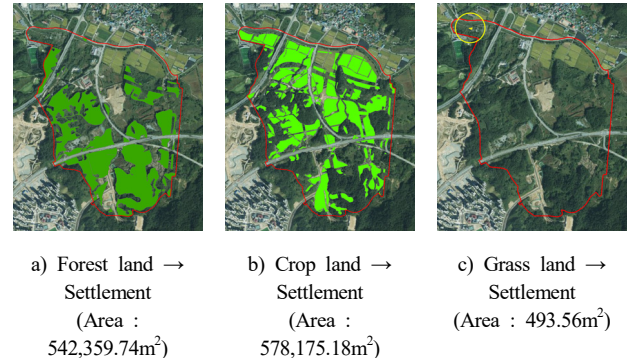 a) Forest land →
Settlement
(Area :
542,359.74m²)
b) Crop land →
Settlement
(Area :
578,175.18m²)
c) Grass land →
Settlement
(Area : 493.56m²)